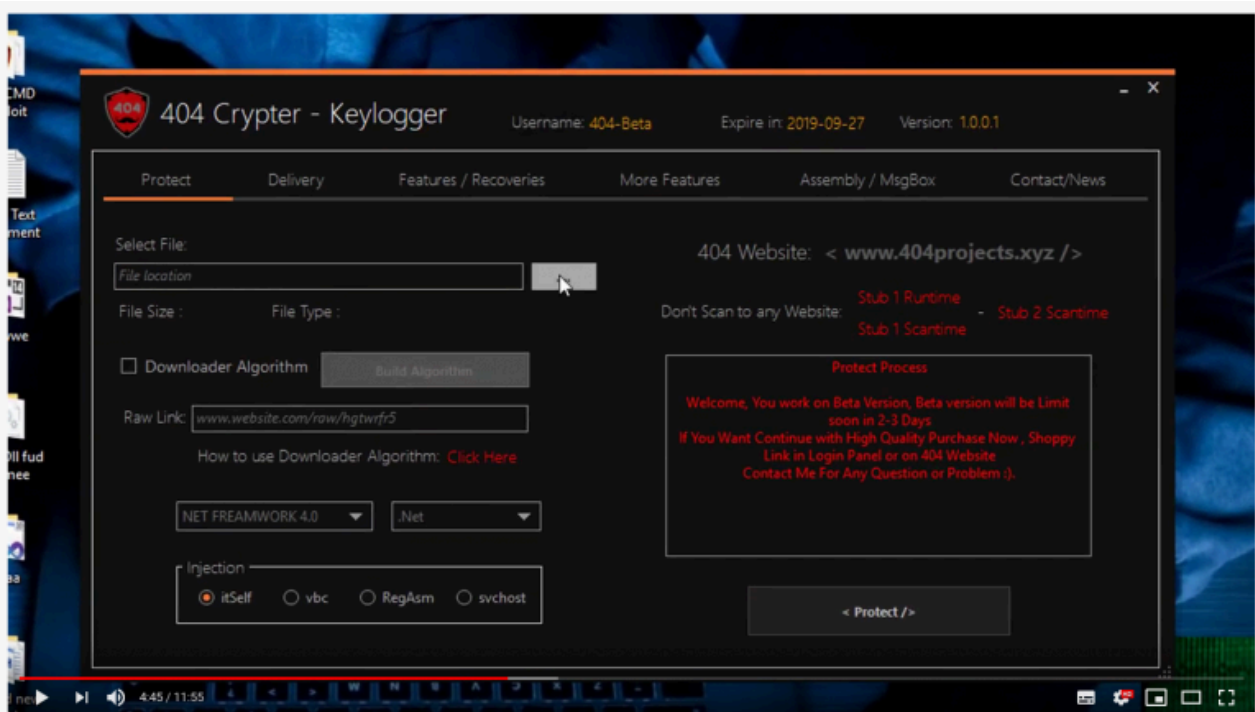 404 Crypter - Keylogger
404
Username: 404-Beta
Expire in: 2019-09-27
Version: 1.0.0.1
Protect
Delivery
Features / Recoveries
More Features
Assembly / MsgBox
Contact/News
Select File:
File location
File Size :
File Type :
Downloader Algorithm
Build Algorithm
Raw Link:
www.website.com/raw/hgtwrfr5
How to use Downloader Algorithm: Click Here
NET FREAMWORK 4.0
.Net
Injection
itSelf
vbc
RegAsm
svchost
404 Website: < www.404projects.xyz />
Don't Scan to any Website:
Stub 1 Runtime
Stub 1 Scantime
- Stub 2 Scantime
Protect Process
Welcome, You work on Beta Version, Beta version will be Limit
soon in 2-3 Days
If You Want Continue with High Quality Purchase Now , Shoppy
Link in Login Panel or on 404 Website
Contact Me For Any Question or Problem :).
< Protect />
CMD
Text
4:45 / 11:55